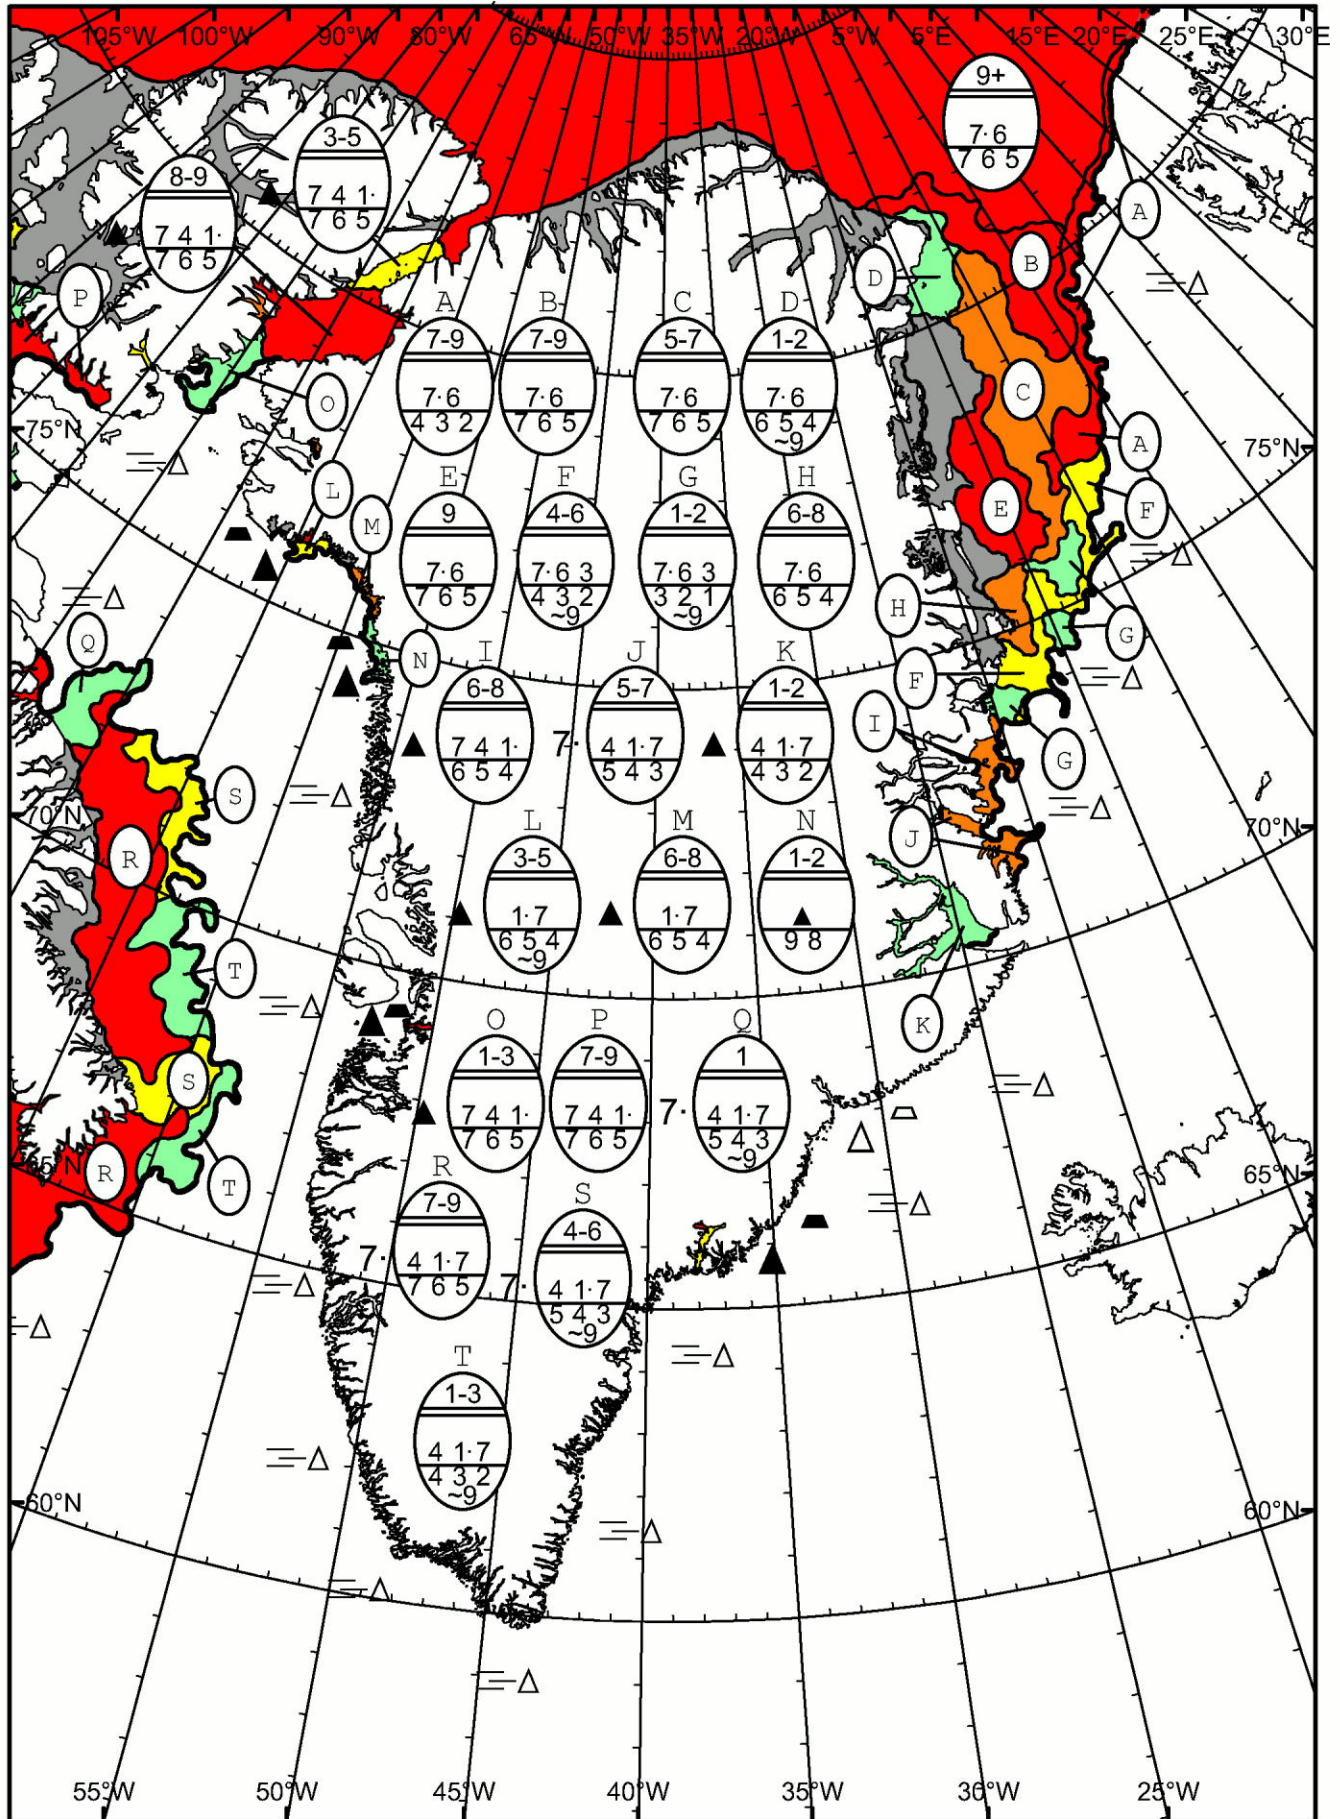 105°W 100°W 90°W 80°W 65°W 50°W 35°W 20°W 5°W 5°E 15°E 20°E 25°E 30°E
9+
7· 6
7 6 5
3-5
7 4 1·
7 6 5
8-9
7 4 1·
7 6 5
A
B
D
P
A B C D
7-9 7-9 5-7 1-2
7· 6 7· 6 7· 6 7· 6
4 3 2 7 6 5 7 6 5 6 5 4
~9
O
C
75°N
A
75°N
E F G H
L
M
E
F
9 4-6 1-2 6-8
7· 6 7· 6 3 7· 6 3 7· 6
7 6 5 4 3 2 3 2 1 6 5 4
~9 ~9
H
G
Q
N
F
I J K
6-8 5-7 1-2
7 4 1· 7· 4 1· 7 4 1· 7
6 5 4 5 4 3 4 3 2
I
G
S
70°N
70°N
L M N
J
R
3-5 6-8 1-2
1· 7 1· 7
6 5 4 6 5 4 9 8
~9
T
K
O P Q
1-3 7-9 1
S
7 4 1· 7 4 1· 7· 4 1· 7
7 6 5 7 6 5 5 4 3
~9
65°N
65°N
R
T
R
7-9
7· 4 1· 7
7 6 5
S
4-6
7· 4 1· 7
5 4 3
~9
T
1-3
4 1· 7
4 3 2
~9
60°N
60°N
55°W 50°W 45°W 40°W 35°W 30°W 25°W